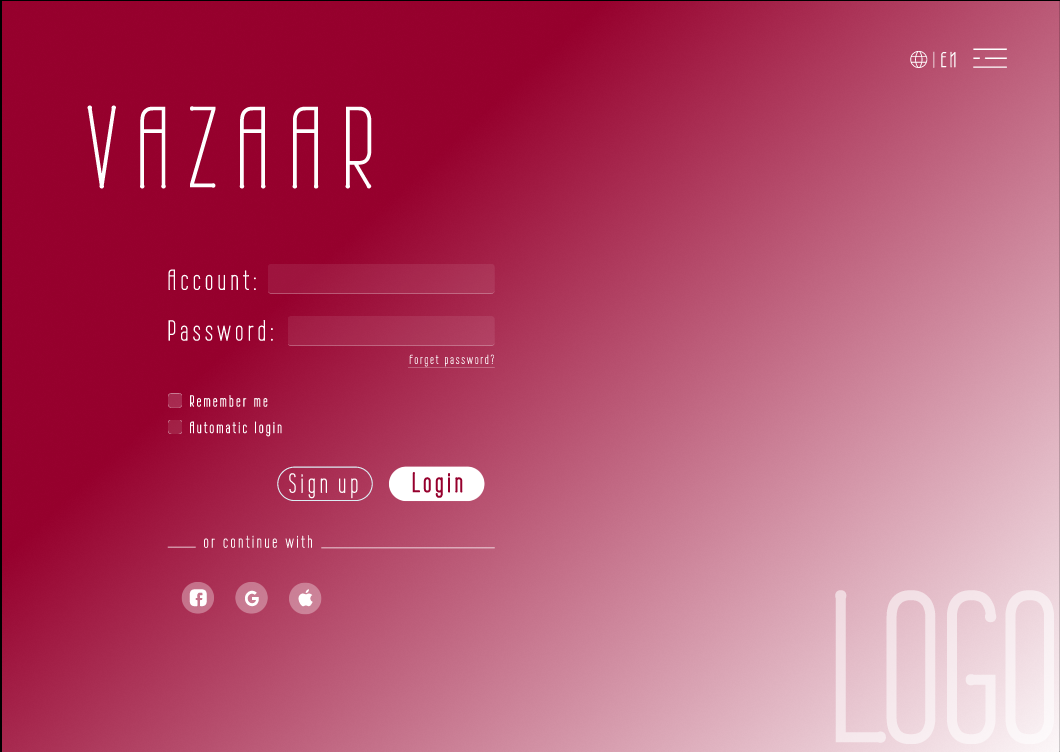 EN
VAZAAR
Account:
Password:
forget password?
Remember me
Automatic login
Sign up
Login
or continue with
LOGO